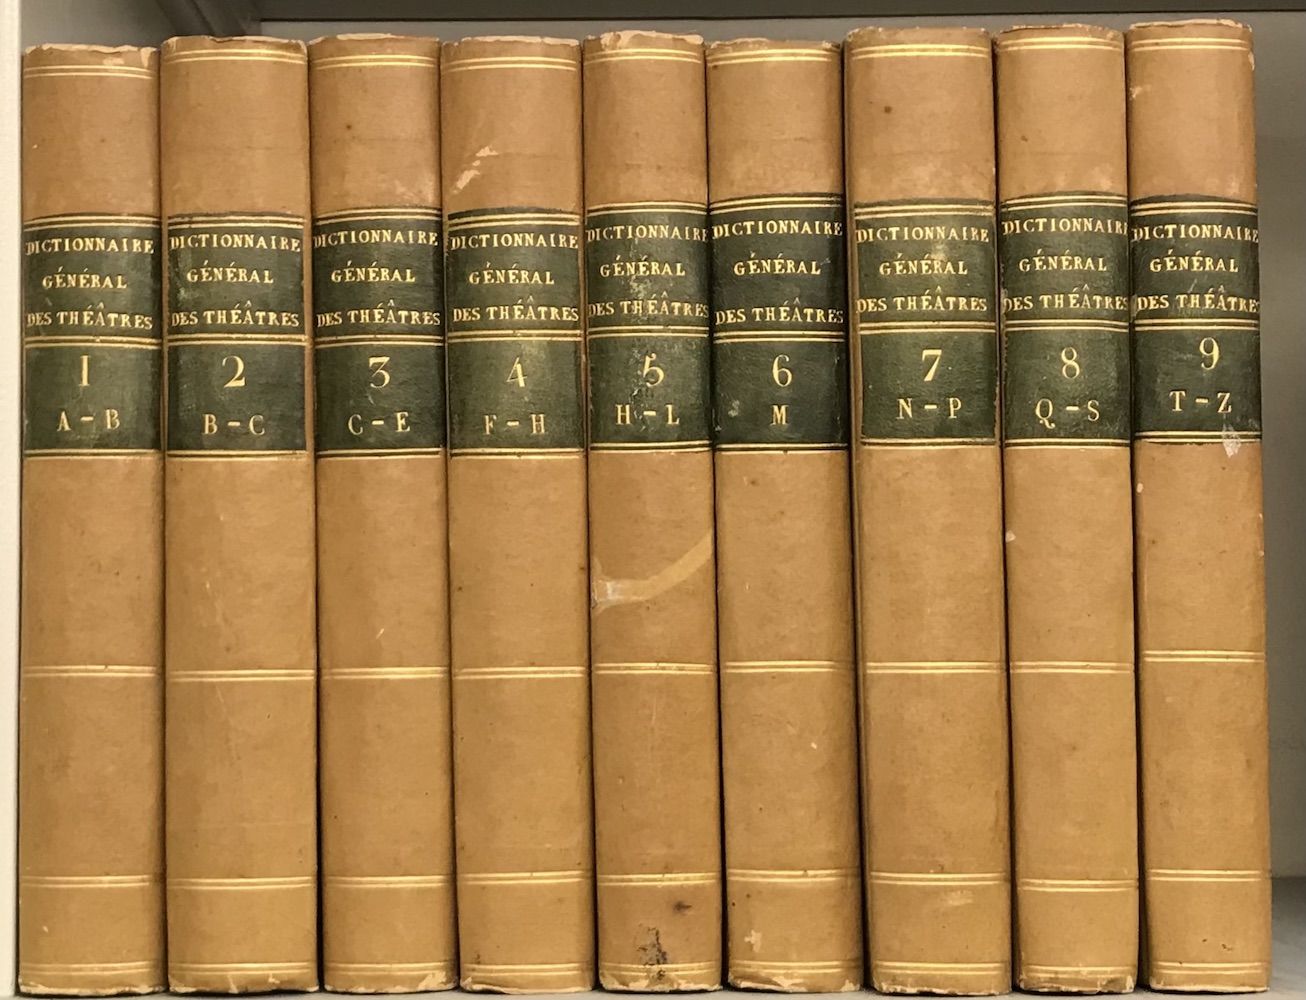 DICTIONNAIRE
GÉNÉRAL
DES THÉÂTRES
1
A-B
DICTIONNAIRE
GÉNÉRAL
DES THÉÂTRES
2
B-C
DICTIONNAIRE
GÉNÉRAL
DES THÉÂTRES
3
C-E
DICTIONNAIRE
GÉNÉRAL
DES THÉÂTRES
4
F-H
DICTIONNAIRE
GÉNÉRAL
DES THÉÂTRES
5
H-L
DICTIONNAIRE
GÉNÉRAL
DES THÉÂTRES
6
M
DICTIONNAIRE
GÉNÉRAL
DES THÉÂTRES
7
N-P
DICTIONNAIRE
GÉNÉRAL
DES THÉÂTRES
8
Q-S
DICTIONNAIRE
GÉNÉRAL
DES THÉÂTRES
9
T-Z